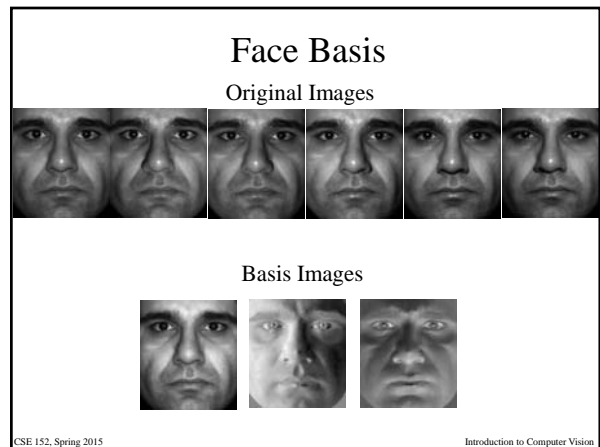 Face Basis
Original Images
Basis Images
CSE 152, Spring 2015
Introduction to Computer Vision